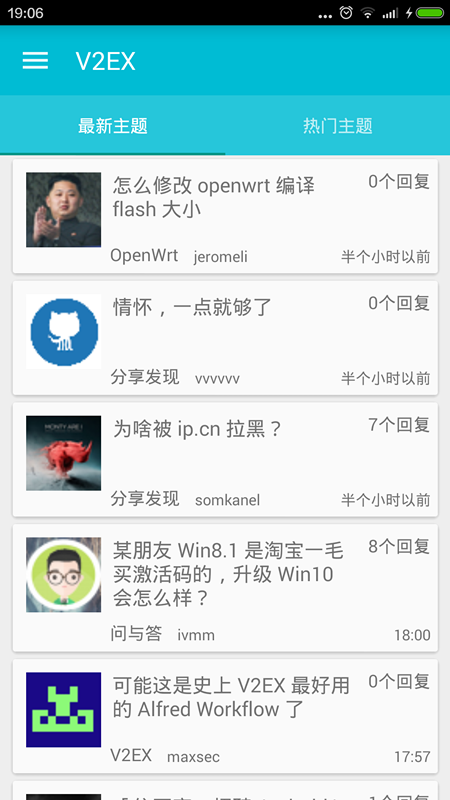 19:06
V2EX
最新主题
热门主题
怎么修改 openwrt 编译
flash 大小
0个回复
OpenWrt jeromeli
半个小时以前
情怀，一点就够了
0个回复
分享发现 vvvvvv
半个小时以前
MONTY ARE I
为啥被 ip.cn 拉黑？
7个回复
分享发现 somkanel
半个小时以前
某朋友 Win8.1 是淘宝一毛
买激活码的，升级 Win10
会怎么样？
8个回复
问与答 ivmm
18:00
可能这是史上 V2EX 最好用
的 Alfred Workflow 了
0个回复
V2EX maxsec
17:57